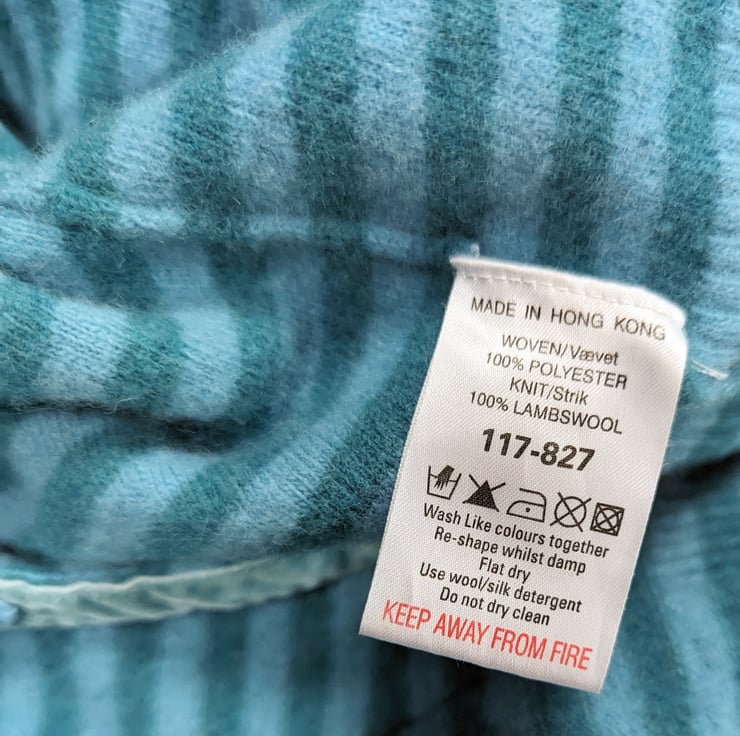 MADE IN HONG KONG
WOVEN/Vævet
100% POLYESTER
KNIT/Strik
100% LAMBSWOOL
117-827
Wash Like colours together
Re-shape whilst damp
Flat dry
Use wool/silk detergent
Do not dry clean
KEEP AWAY FROM FIRE